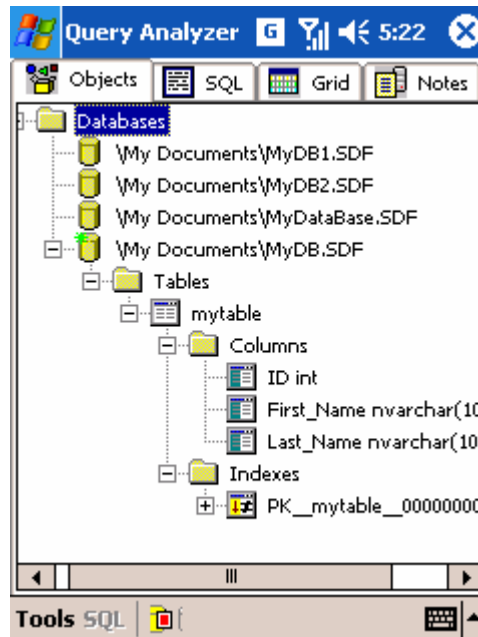 Query Analyzer G 5:22
Objects SQL Grid Notes
Databases
\My Documents\MyDB1.SDF
\My Documents\MyDB2.SDF
\My Documents\MyDataBase.SDF
\My Documents\MyDB.SDF
Tables
mytable
Columns
ID int
First_Name nvarchar(10
Last_Name nvarchar(10
Indexes
PK__mytable__00000000
Tools SQL